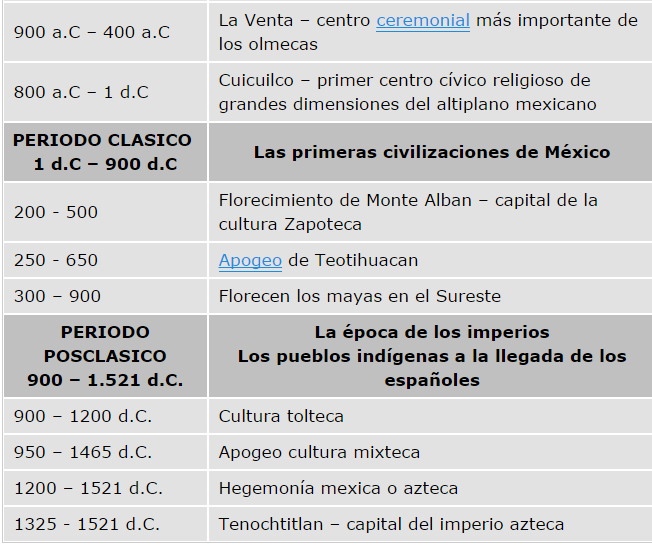 900 a.C – 400 a.C
La Venta – centro ceremonial más importante de
los olmecas
800 a.C – 1 d.C
Cuicuilco – primer centro cívico religioso de
grandes dimensiones del altiplano mexicano
PERIODO CLASICO
1 d.C – 900 d.C
Las primeras civilizaciones de México
200 - 500
Florecimiento de Monte Alban – capital de la
cultura Zapoteca
250 - 650
Apogeo de Teotihuacan
300 – 900
Florecen los mayas en el Sureste
PERIODO
POSCLASICO
900 – 1.521 d.C.
La época de los imperios
Los pueblos indígenas a la llegada de los
españoles
900 – 1200 d.C.
Cultura tolteca
950 – 1465 d.C.
Apogeo cultura mixteca
1200 – 1521 d.C.
Hegemonía mexica o azteca
1325 - 1521 d.C.
Tenochtitlan – capital del imperio azteca